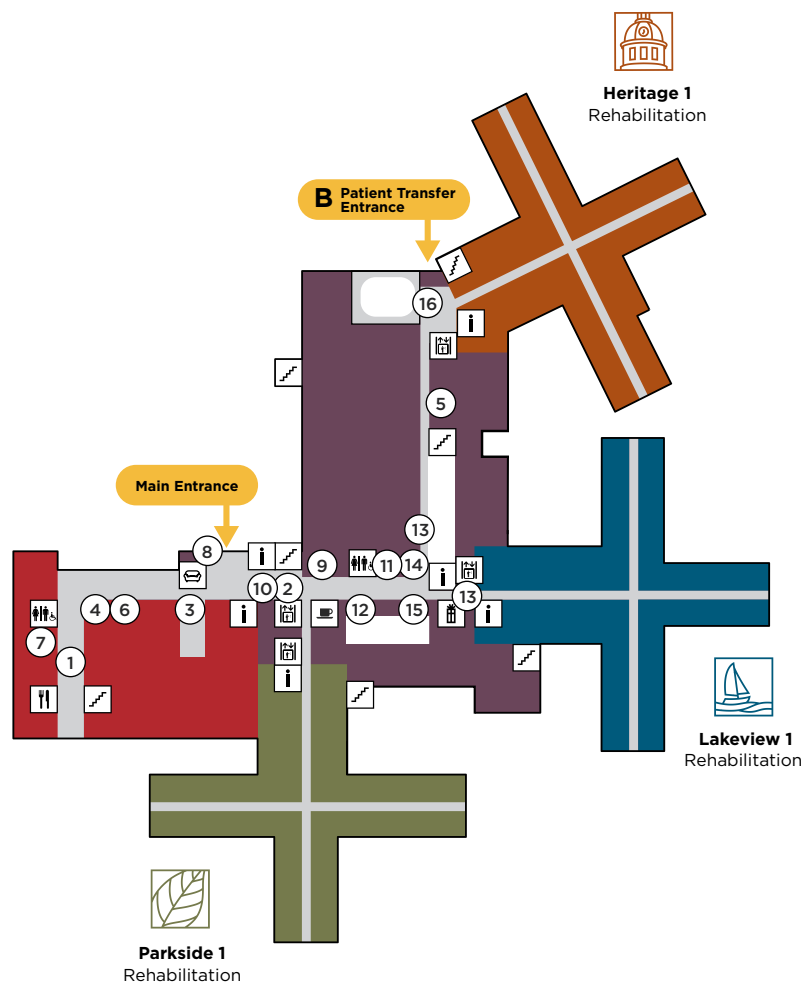 Heritage 1
Rehabilitation
B Patient Transfer
Entrance
16
i
5
Main Entrance
13
8
i
9
11
14
i
10
2
13
4
6
3
i
12
15
i
7
1
i
Lakeview 1
Rehabilitation
Parkside 1
Rehabilitation